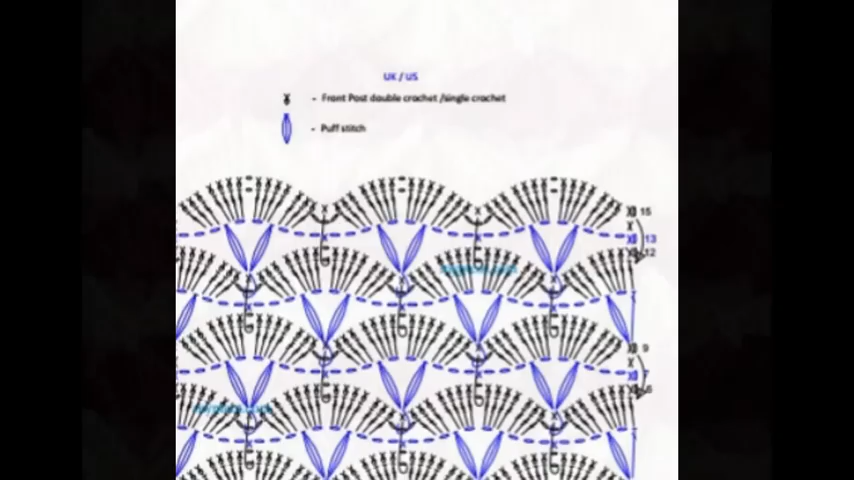 UK / US
- Front Post double crochet /single crochet
- Puff stitch
15
13
12
9
7
6